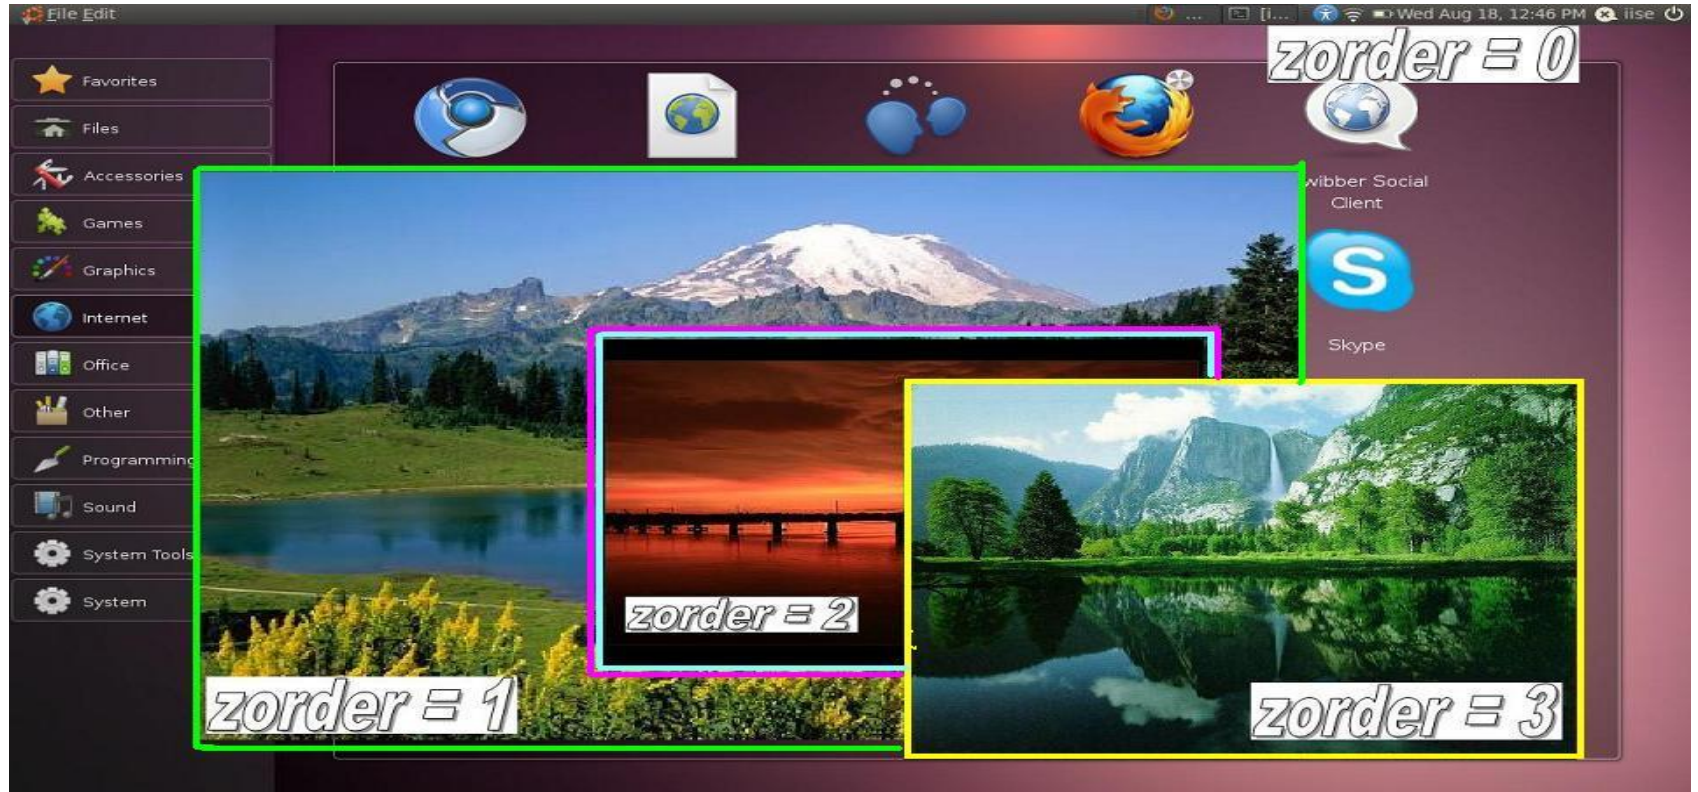 File Edit
... [i... Wed Aug 18, 12:46 PM iise
zorder = 0
Favorites
Files
Accessories
wibber Social
Client
Games
Graphics
S
Internet
Skype
Office
Other
Programming
Sound
System Tools
System
zorder = 2
zorder = 1
zorder = 3